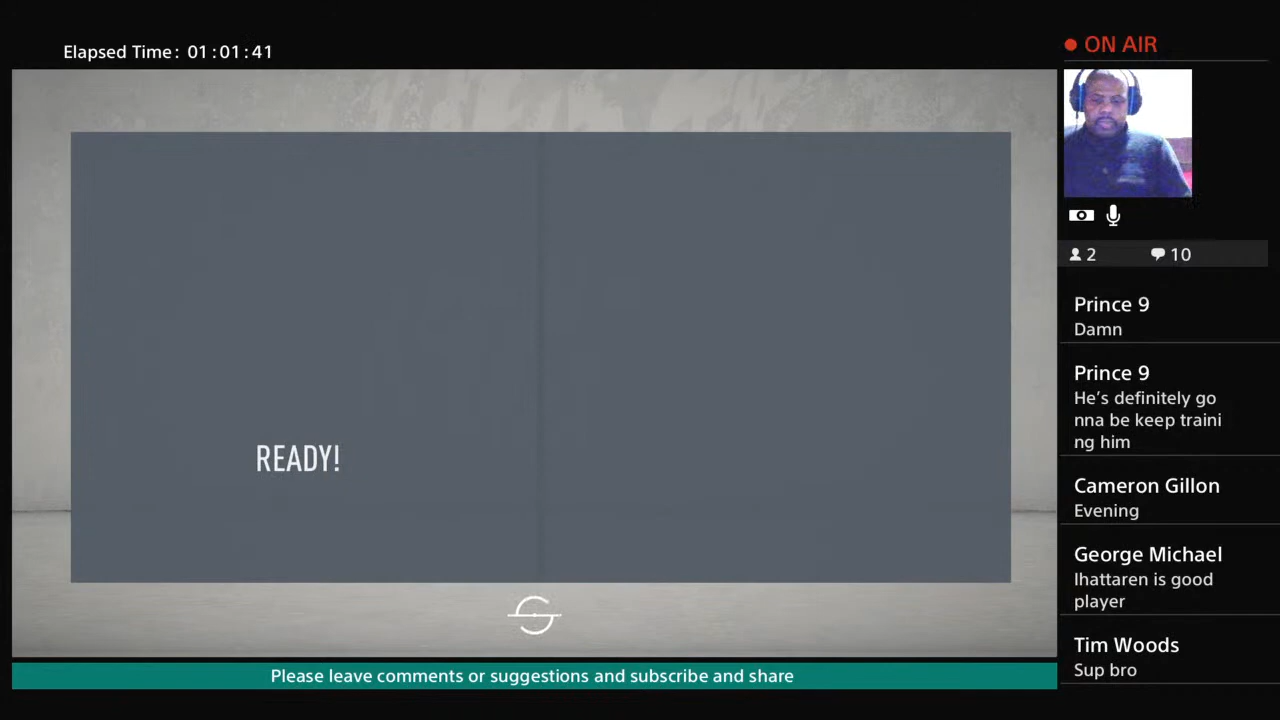 Elapsed Time: 01:01:41
ON AIR
2 10
Prince 9
Damn
Prince 9
He's definitely go
nna be keep traini
ng him
Cameron Gillon
Evening
George Michael
Ihattaren is good
player
Tim Woods
Sup bro
READY!
Please leave comments or suggestions and subscribe and share